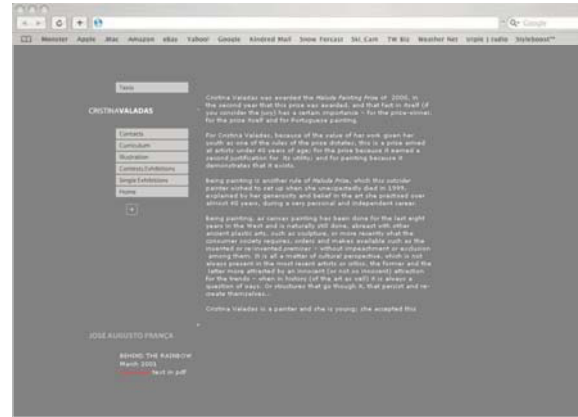 Google
Monster Apple .Mac Amazon eBay Yahoo! Google Kindred Mail Snow Forcast Ski_Cam TW Biz Weather Net triple j radio Styleboost™
Texts
CRISTINAVALADAS
Contacts
Curriculum
Illustration
Contests/Exhibitions
Single Exhibitions
Home
Cristina Valadas was awarded the Maluda Painting Prize of 2000, in
the second year that this prize was awarded, and that fact in itself (if
you consider the jury) has a certain importance – for the prize-winner,
for the prize itself and for Portuguese painting.
For Cristina Valadas, because of the value of her work given her
youth as one of the rules of the prize dictates, this is a prize aimed
at artists under 40 years of age; for the prize because it earned a
second justification for its utility; and for painting because it
demonstrates that it exists.
Being painting is another rule of Maluda Prize, which this outsider
painter wished to set up when she unexpectedly died in 1999,
explained by her generosity and belief in the art she practised over
almost 40 years, during a very personal and independent career.
Being painting, as canvas painting has been done for the last eight
years in the West and is naturally still done, abreast with other
ancient plastic arts, such as sculpture, or more recently what the
consumer society requires, orders and makes available such as the
invented or re-invented premises – without impeachment or exclusion
among them. It is all a matter of cultural perspective, which is not
always present in the most recent artists or critics, the former and the
latter more attracted by an innocent (or not so innocent) attraction
for the trends – when in history (of the art as well) it is always a
question of ways. Or structures that go though it, that persist and re-
create themselves...
Cristina Valadas is a painter and she is young; she accepted this
JOSÉ AUGUSTO FRANÇA
BEHIND THE RAINBOW
March 2001
text in pdf